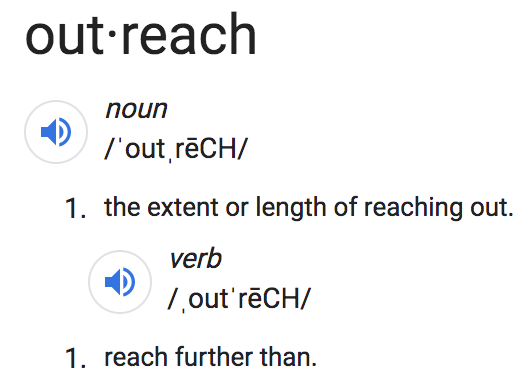 out·reach
noun
/ˈoutˌrēCH/
1. the extent or length of reaching out.
verb
/ˌoutˈrēCH/
1. reach further than.